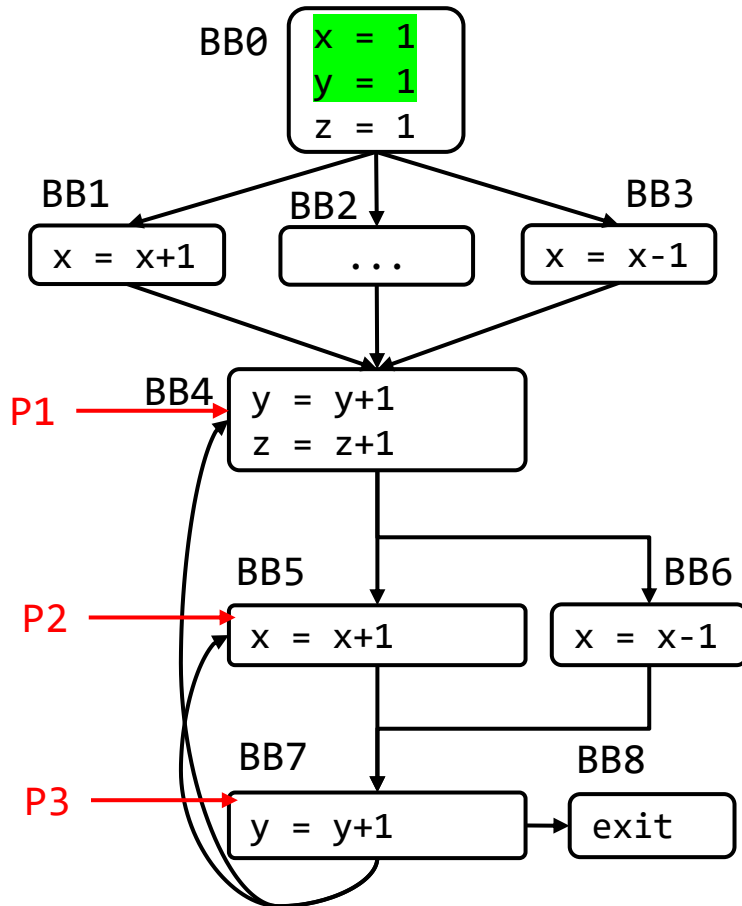 BB0
x = 1
y = 1
z = 1
BB1
BB2
BB3
x = x+1
...
x = x-1
BB4
P1
y = y+1
z = z+1
BB5
BB6
P2
x = x+1
x = x-1
BB7
BB8
P3
y = y+1
exit